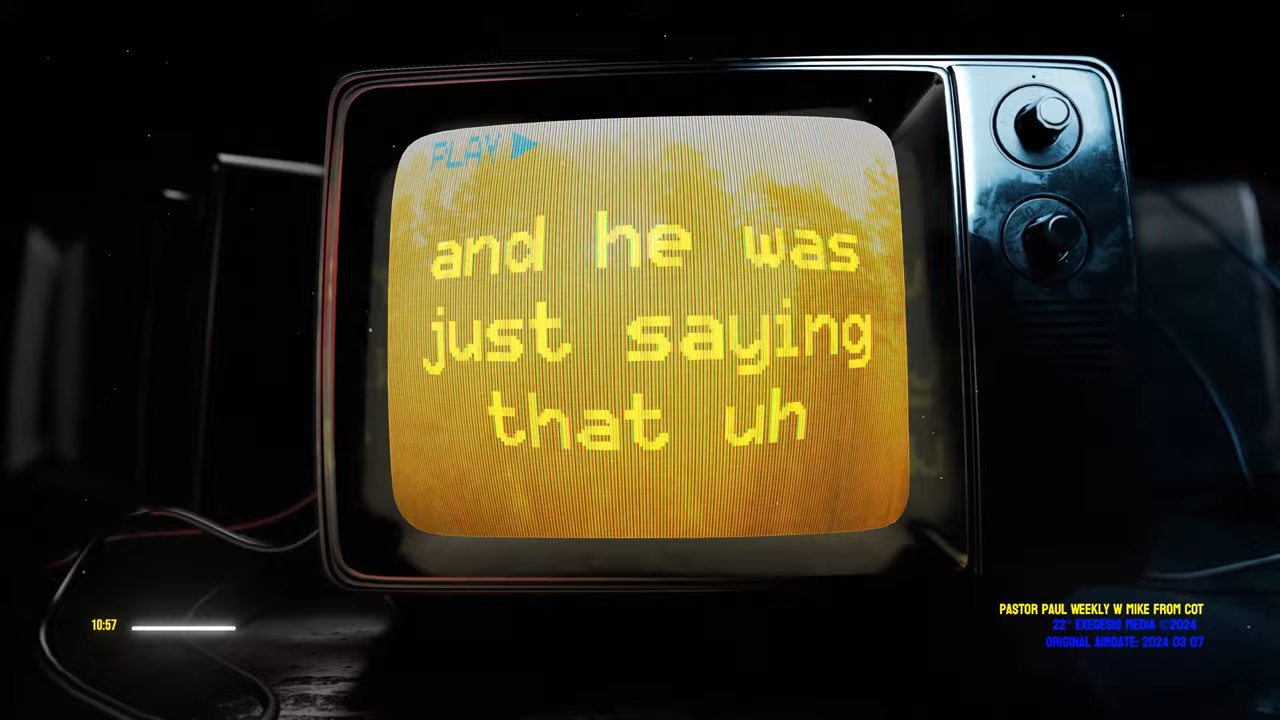 PLAY
and he was
just saying
that uh
10:57
PASTOR PAUL WEEKLY W MIKE FROM COT
22° EXEGESIS MEDIA ©2024
ORIGINAL AIRDATE: 2024 03 07